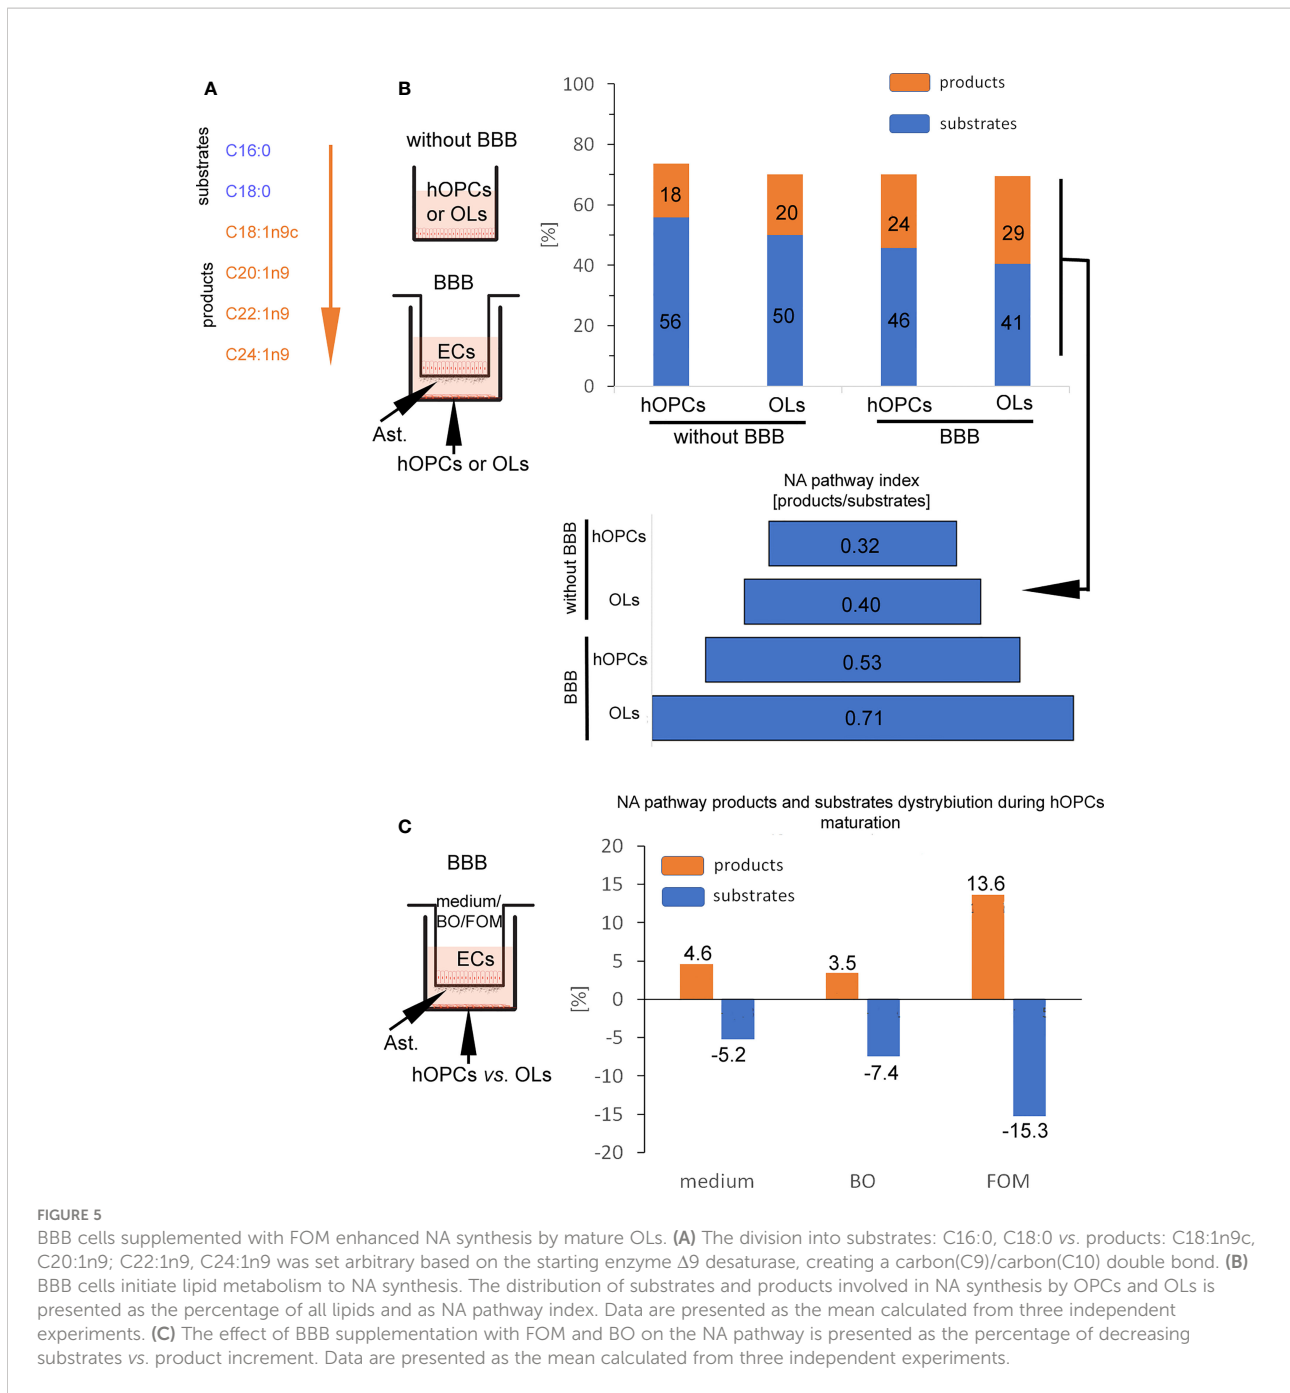 A
substrates
C16:0
C18:0
products
C18:1n9c
C20:1n9
C22:1n9
C24:1n9
B
without BBB
hOPCs
or OLs
BBB
ECs
Ast.
hOPCs or OLs
products
substrates
[%]
100
80
60
40
20
0
18
20
24
29
56
50
46
41
hOPCs
OLs
hOPCs
OLs
without BBB
BBB
NA pathway index
[products/substrates]
without BBB
hOPCs
0.32
OLs
0.40
BBB
hOPCs
0.53
OLs
0.71
C
BBB
medium/
BO/FOM
ECs
Ast.
hOPCs vs. OLs
NA pathway products and substrates dystrybiution during hOPCs
maturation
products
substrates
[%]
20
15
10
5
0
-5
-10
-15
-20
4.6
3.5
13.6
-5.2
-7.4
-15.3
medium
BO
FOM
FIGURE 5
BBB cells supplemented with FOM enhanced NA synthesis by mature OLs. (A) The division into substrates: C16:0, C18:0 vs. products: C18:1n9c,
C20:1n9; C22:1n9, C24:1n9 was set arbitrary based on the starting enzyme Δ9 desaturase, creating a carbon(C9)/carbon(C10) double bond. (B)
BBB cells initiate lipid metabolism to NA synthesis. The distribution of substrates and products involved in NA synthesis by OPCs and OLs is
presented as the percentage of all lipids and as NA pathway index. Data are presented as the mean calculated from three independent
experiments. (C) The effect of BBB supplementation with FOM and BO on the NA pathway is presented as the percentage of decreasing
substrates vs. product increment. Data are presented as the mean calculated from three independent experiments.